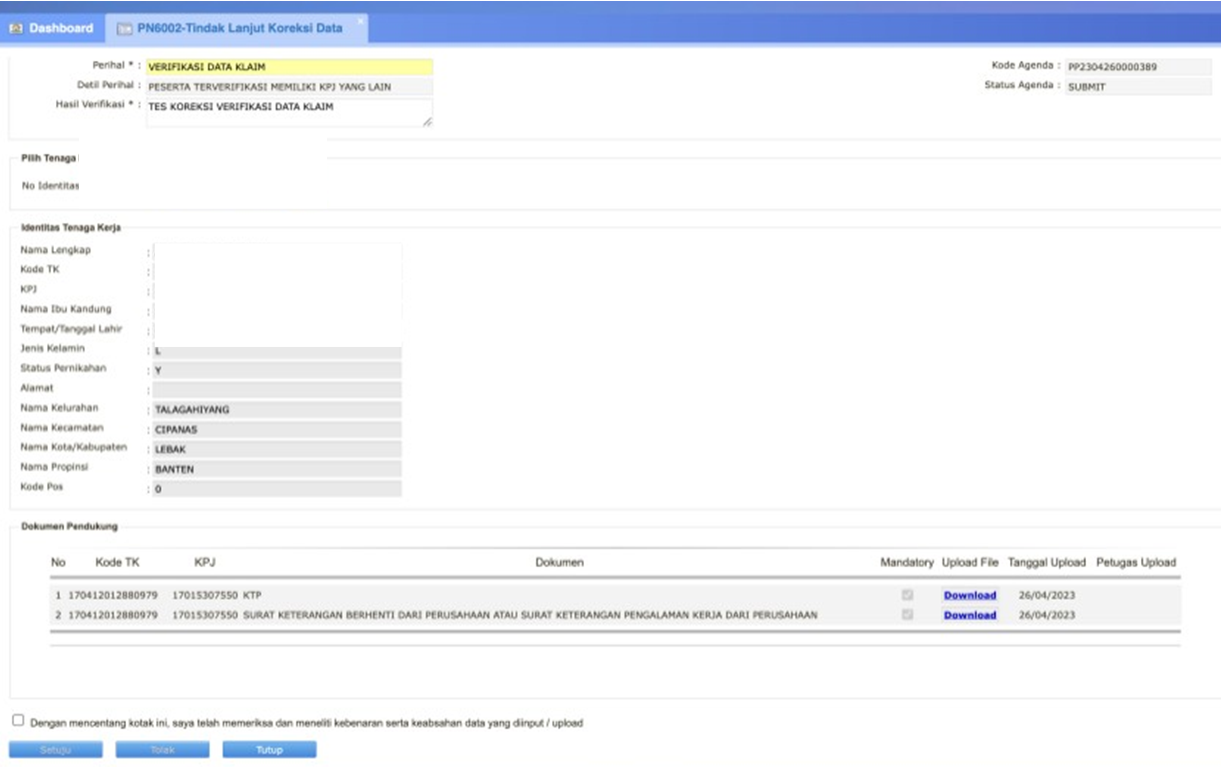 Dashboard PN6002-Tindak Lanjut Koreksi Data
Perihal * : VERIFIKASI DATA KLAIM Kode Agenda : PP2304260000389
Detil Perihal : PESERTA TERVERIFIKASI MEMILIKI KPJ YANG LAIN Status Agenda : SUBMIT
Hasil Verifikasi * : TES KOREKSI VERIFIKASI DATA KLAIM
Pilih Tenaga
No Identitas
Identitas Tenaga Kerja
Nama Lengkap :
Kode TK :
KPJ :
Nama Ibu Kandung :
Tempat/Tanggal Lahir :
Jenis Kelamin : L
Status Pernikahan : Y
Alamat :
Nama Kelurahan : TALAGAHIYANG
Nama Kecamatan : CIPANAS
Nama Kota/Kabupaten : LEBAK
Nama Propinsi : BANTEN
Kode Pos : 0
Dokumen Pendukung
No Kode TK KPJ Dokumen Mandatory Upload File Tanggal Upload Petugas Upload
1 170412012880979 17015307550 KTP Download 26/04/2023
2 170412012880979 17015307550 SURAT KETERANGAN BERHENTI DARI PERUSAHAAN ATAU SURAT KETERANGAN PENGALAMAN KERJA DARI PERUSAHAAN Download 26/04/2023
Dengan mencentang kotak ini, saya telah memeriksa dan meneliti kebenaran serta keabsahan data yang diinput / upload
Setuju Tolak Tutup